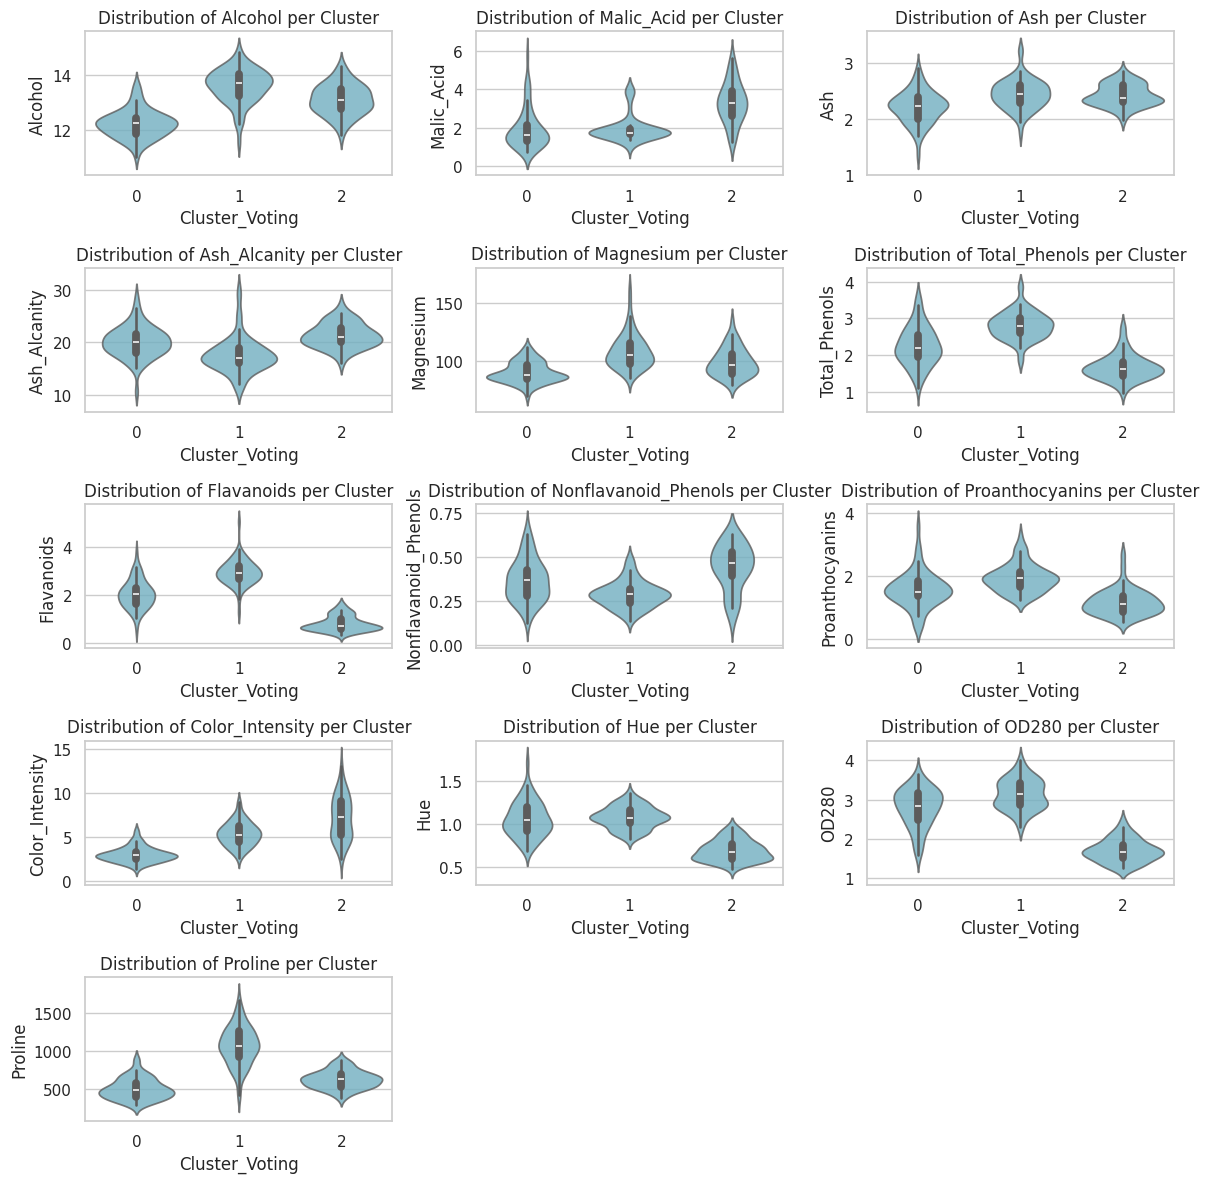 Distribution of Alcohol per Cluster
Alcohol
14
12
0 1 2
Cluster_Voting
Distribution of Malic_Acid per Cluster
Malic_Acid
6
4
2
0
0 1 2
Cluster_Voting
Distribution of Ash per Cluster
Ash
3
2
1
0 1 2
Cluster_Voting
Distribution of Ash_Alcanity per Cluster
Ash_Alcanity
30
20
10
0 1 2
Cluster_Voting
Distribution of Magnesium per Cluster
Magnesium
150
100
0 1 2
Cluster_Voting
Distribution of Total_Phenols per Cluster
Total_Phenols
4
3
2
1
0 1 2
Cluster_Voting
Distribution of Flavanoids per Cluster
Flavanoids
4
2
0
0 1 2
Cluster_Voting
Distribution of Nonflavanoid_Phenols per Cluster
Nonflavanoid_Phenols
0.75
0.50
0.25
0.00
0 1 2
Cluster_Voting
Distribution of Proanthocyanins per Cluster
Proanthocyanins
4
2
0
0 1 2
Cluster_Voting
Distribution of Color_Intensity per Cluster
Color_Intensity
15
10
5
0
0 1 2
Cluster_Voting
Distribution of Hue per Cluster
Hue
1.5
1.0
0.5
0 1 2
Cluster_Voting
Distribution of OD280 per Cluster
OD280
4
3
2
1
0 1 2
Cluster_Voting
Distribution of Proline per Cluster
Proline
1500
1000
500
0 1 2
Cluster_Voting